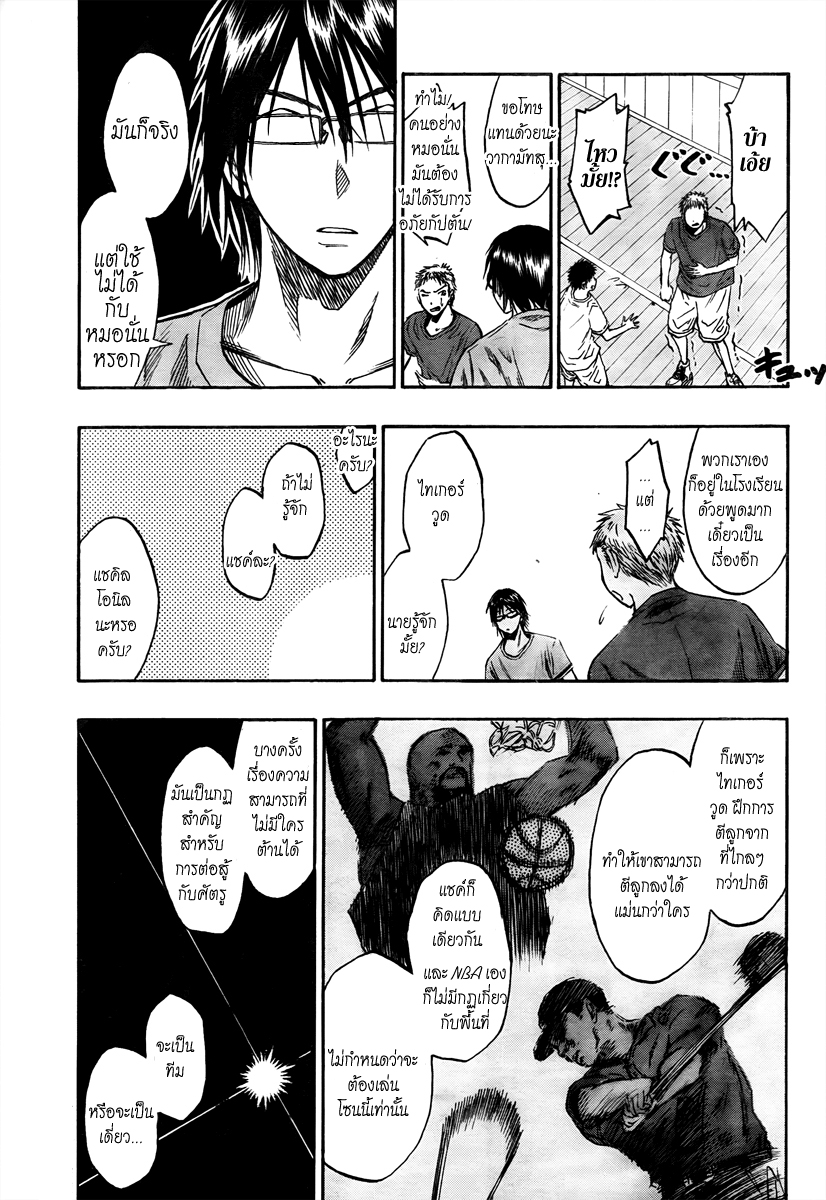 บ้า
เอ้ย
ไหว
มั้ย!?
ぐぐ…
キュッ
ขอโทษ
แทนด้วยนะ
วากามัทสุ
ทำไม
คนอย่าง
หมอนั่น
มันต้อง
ไม่ได้รับการ
อภัยกัปตัน
มันก็จริง
แต่ใช้
ไม่ได้
กับ
หมอนั่น
หรอก
พวกเราเอง
ก็อยู่ในโรงเรียน
ด้วยพูดมาก
เดี๋ยวเป็น
เรื่องอีก
...
แต่
...
ไทเกอร์
วูด
นายรู้จัก
มั้ย?
อะไรนะ
ครับ?
ถ้าไม่
รู้จัก
แชค์ละ?
แชคิล
โอนิล
นะหรอ
ครับ?
ก็เพราะ
ไทเกอร์
วูด ฝึกการ
ตีลูกจาก
ที่ไกลๆ
กว่าปกติ
ทำให้เขาสามารถ
ตีลูกลงได้
แม่นกว่าใคร
แชค์ก็
คิดแบบ
เดียวกัน
และ NBA เอง
ก็ไม่มีกฏเกี่ยว
กับพื้นที่
ไม่กำหนดว่าจะ
ต้องเล่น
โซนนี้เท่านั้น
บางครั้ง
เรื่องความ
สามารถที่
ไม่มีใคร
ต้านได้
มันเป็นกฏ
สำคัญ
สำหรับ
การต่อสู้
กับศัตรู
จะเป็น
ทีม
หรือจะเป็น
เดี่ยว...